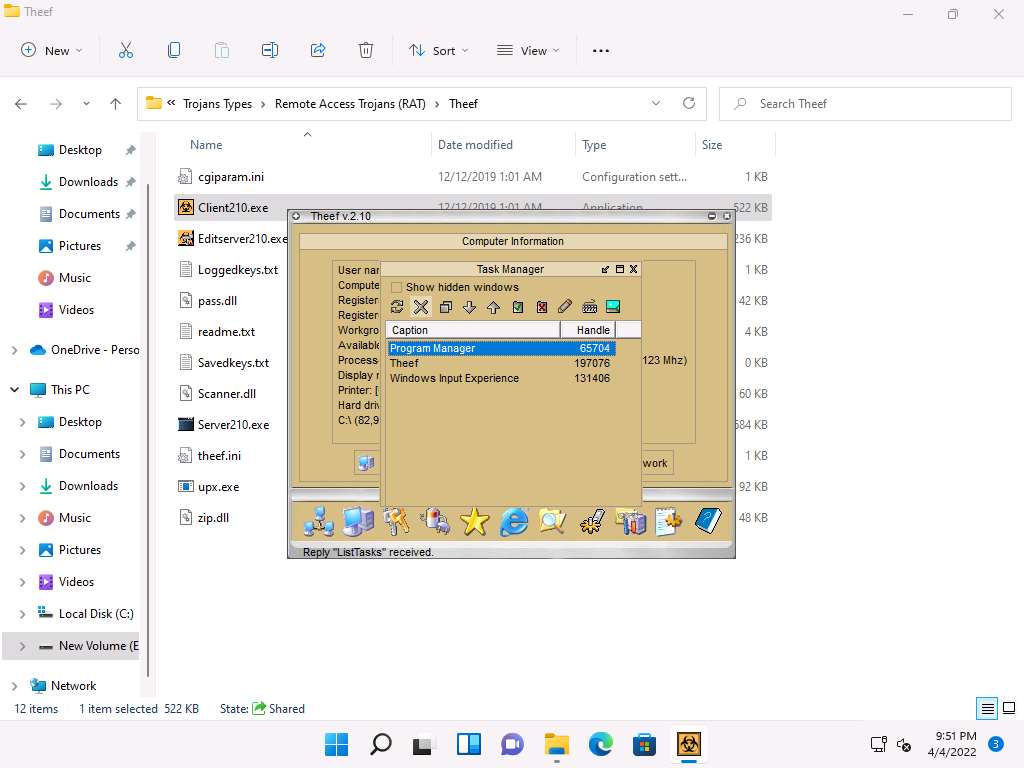 Theef
New
Sort
View
« Trojans Types > Remote Access Trojans (RAT) > Theef
Search Theef
Name
Date modified
Type
Size
Desktop
Downloads
Documents
Pictures
Music
Videos
OneDrive - Perso
This PC
Desktop
Documents
Downloads
Music
Pictures
Videos
Local Disk (C:)
New Volume (E
Network
cgiparam.ini 12/12/2019 1:01 AM Configuration sett... 1 KB
Client210.exe 12/12/2019 1:01 AM Application 522 KB
Editserver210.exe 236 KB
Loggedkeys.txt 1 KB
pass.dll 42 KB
readme.txt 4 KB
Savedkeys.txt 0 KB
Scanner.dll 60 KB
Server210.exe 584 KB
theef.ini 1 KB
upx.exe 92 KB
zip.dll 48 KB
Theef v.2.10
Computer Information
User nar
Compute
Register
Register
Workgro
Available
Process 123 Mhz)
Display r
Printer: [
Hard driv
C:\ (82,9
work
Task Manager
Show hidden windows
Caption Handle
Program Manager 65704
Theef 197076
Windows Input Experience 131406
Reply "ListTasks" received.
12 items 1 item selected 522 KB State: Shared
9:51 PM
4/4/2022
3